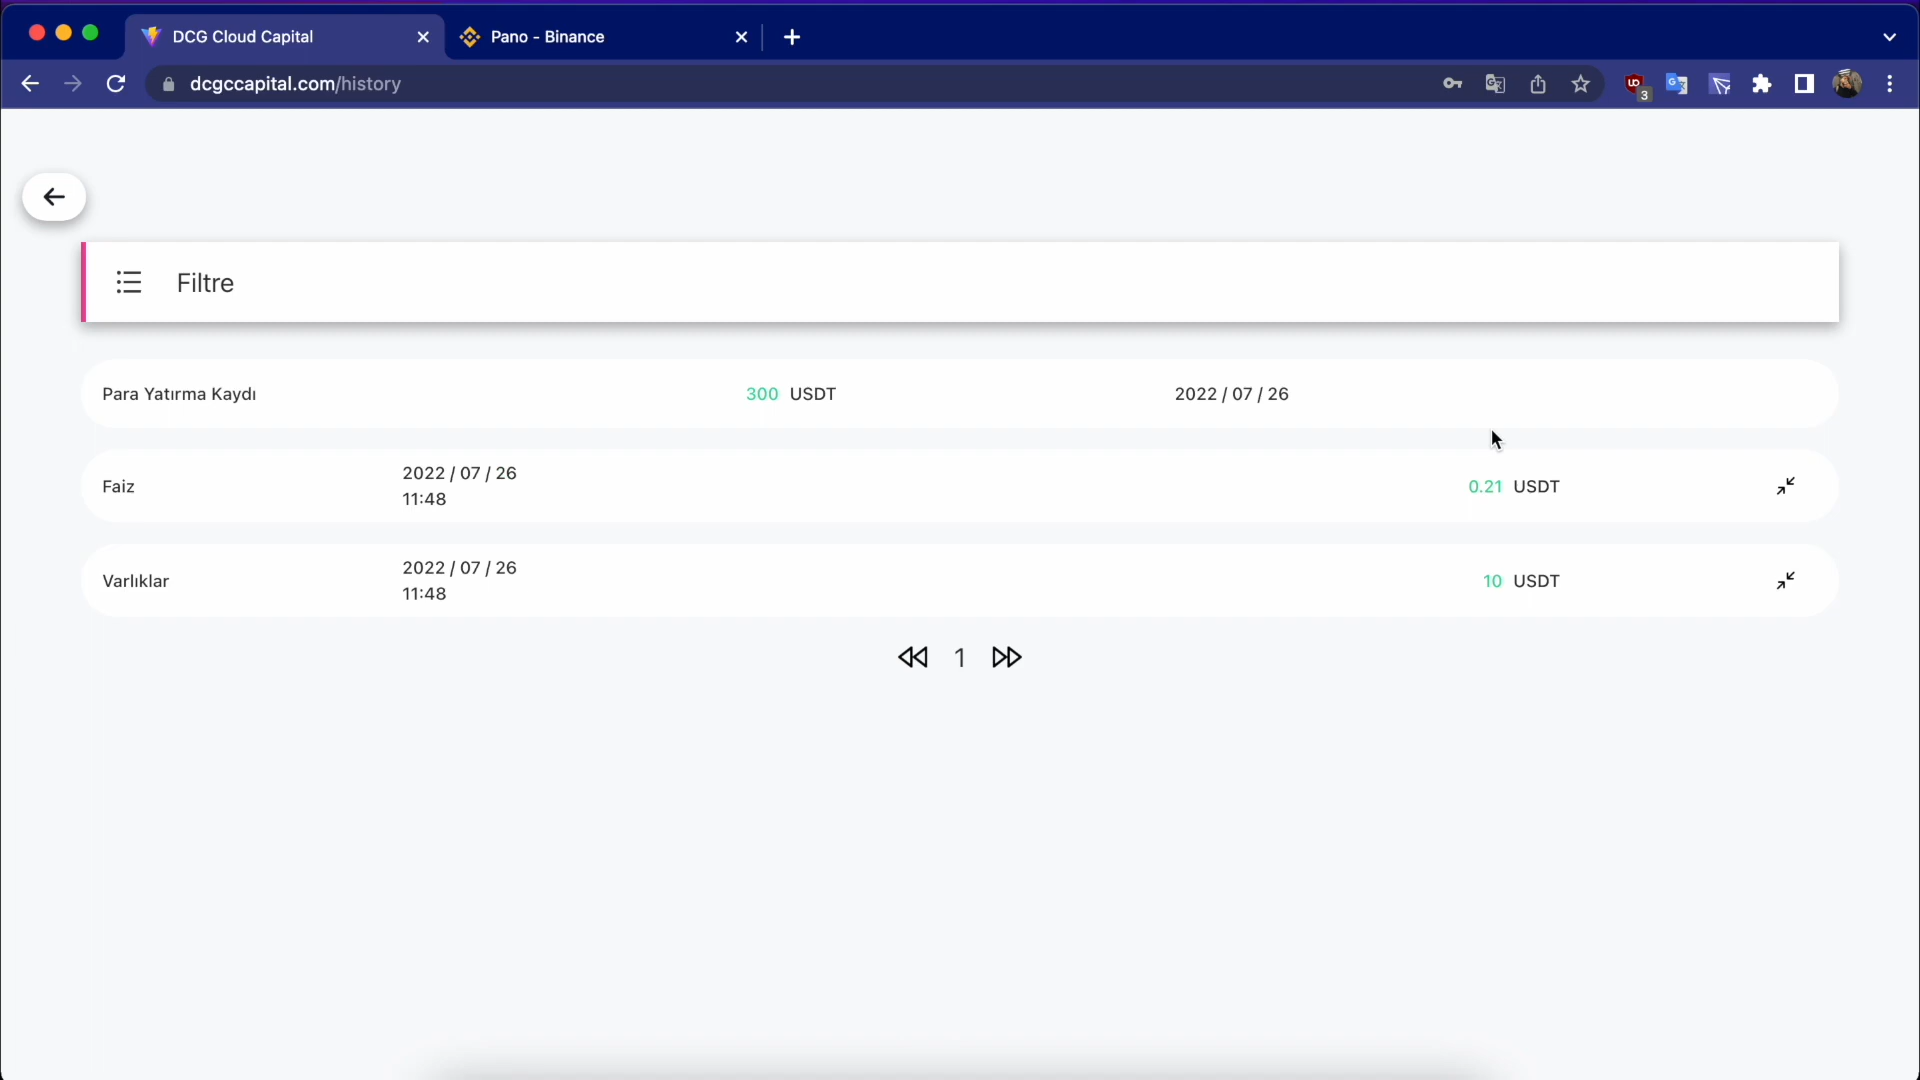 DCG Cloud Capital
Pano - Binance
dcgccapital.com/history
3
Filtre
Para Yatırma Kaydı
300 USDT
2022 / 07 / 26
Faiz
2022 / 07 / 26
11:48
0.21 USDT
Varlıklar
2022 / 07 / 26
11:48
10 USDT
1